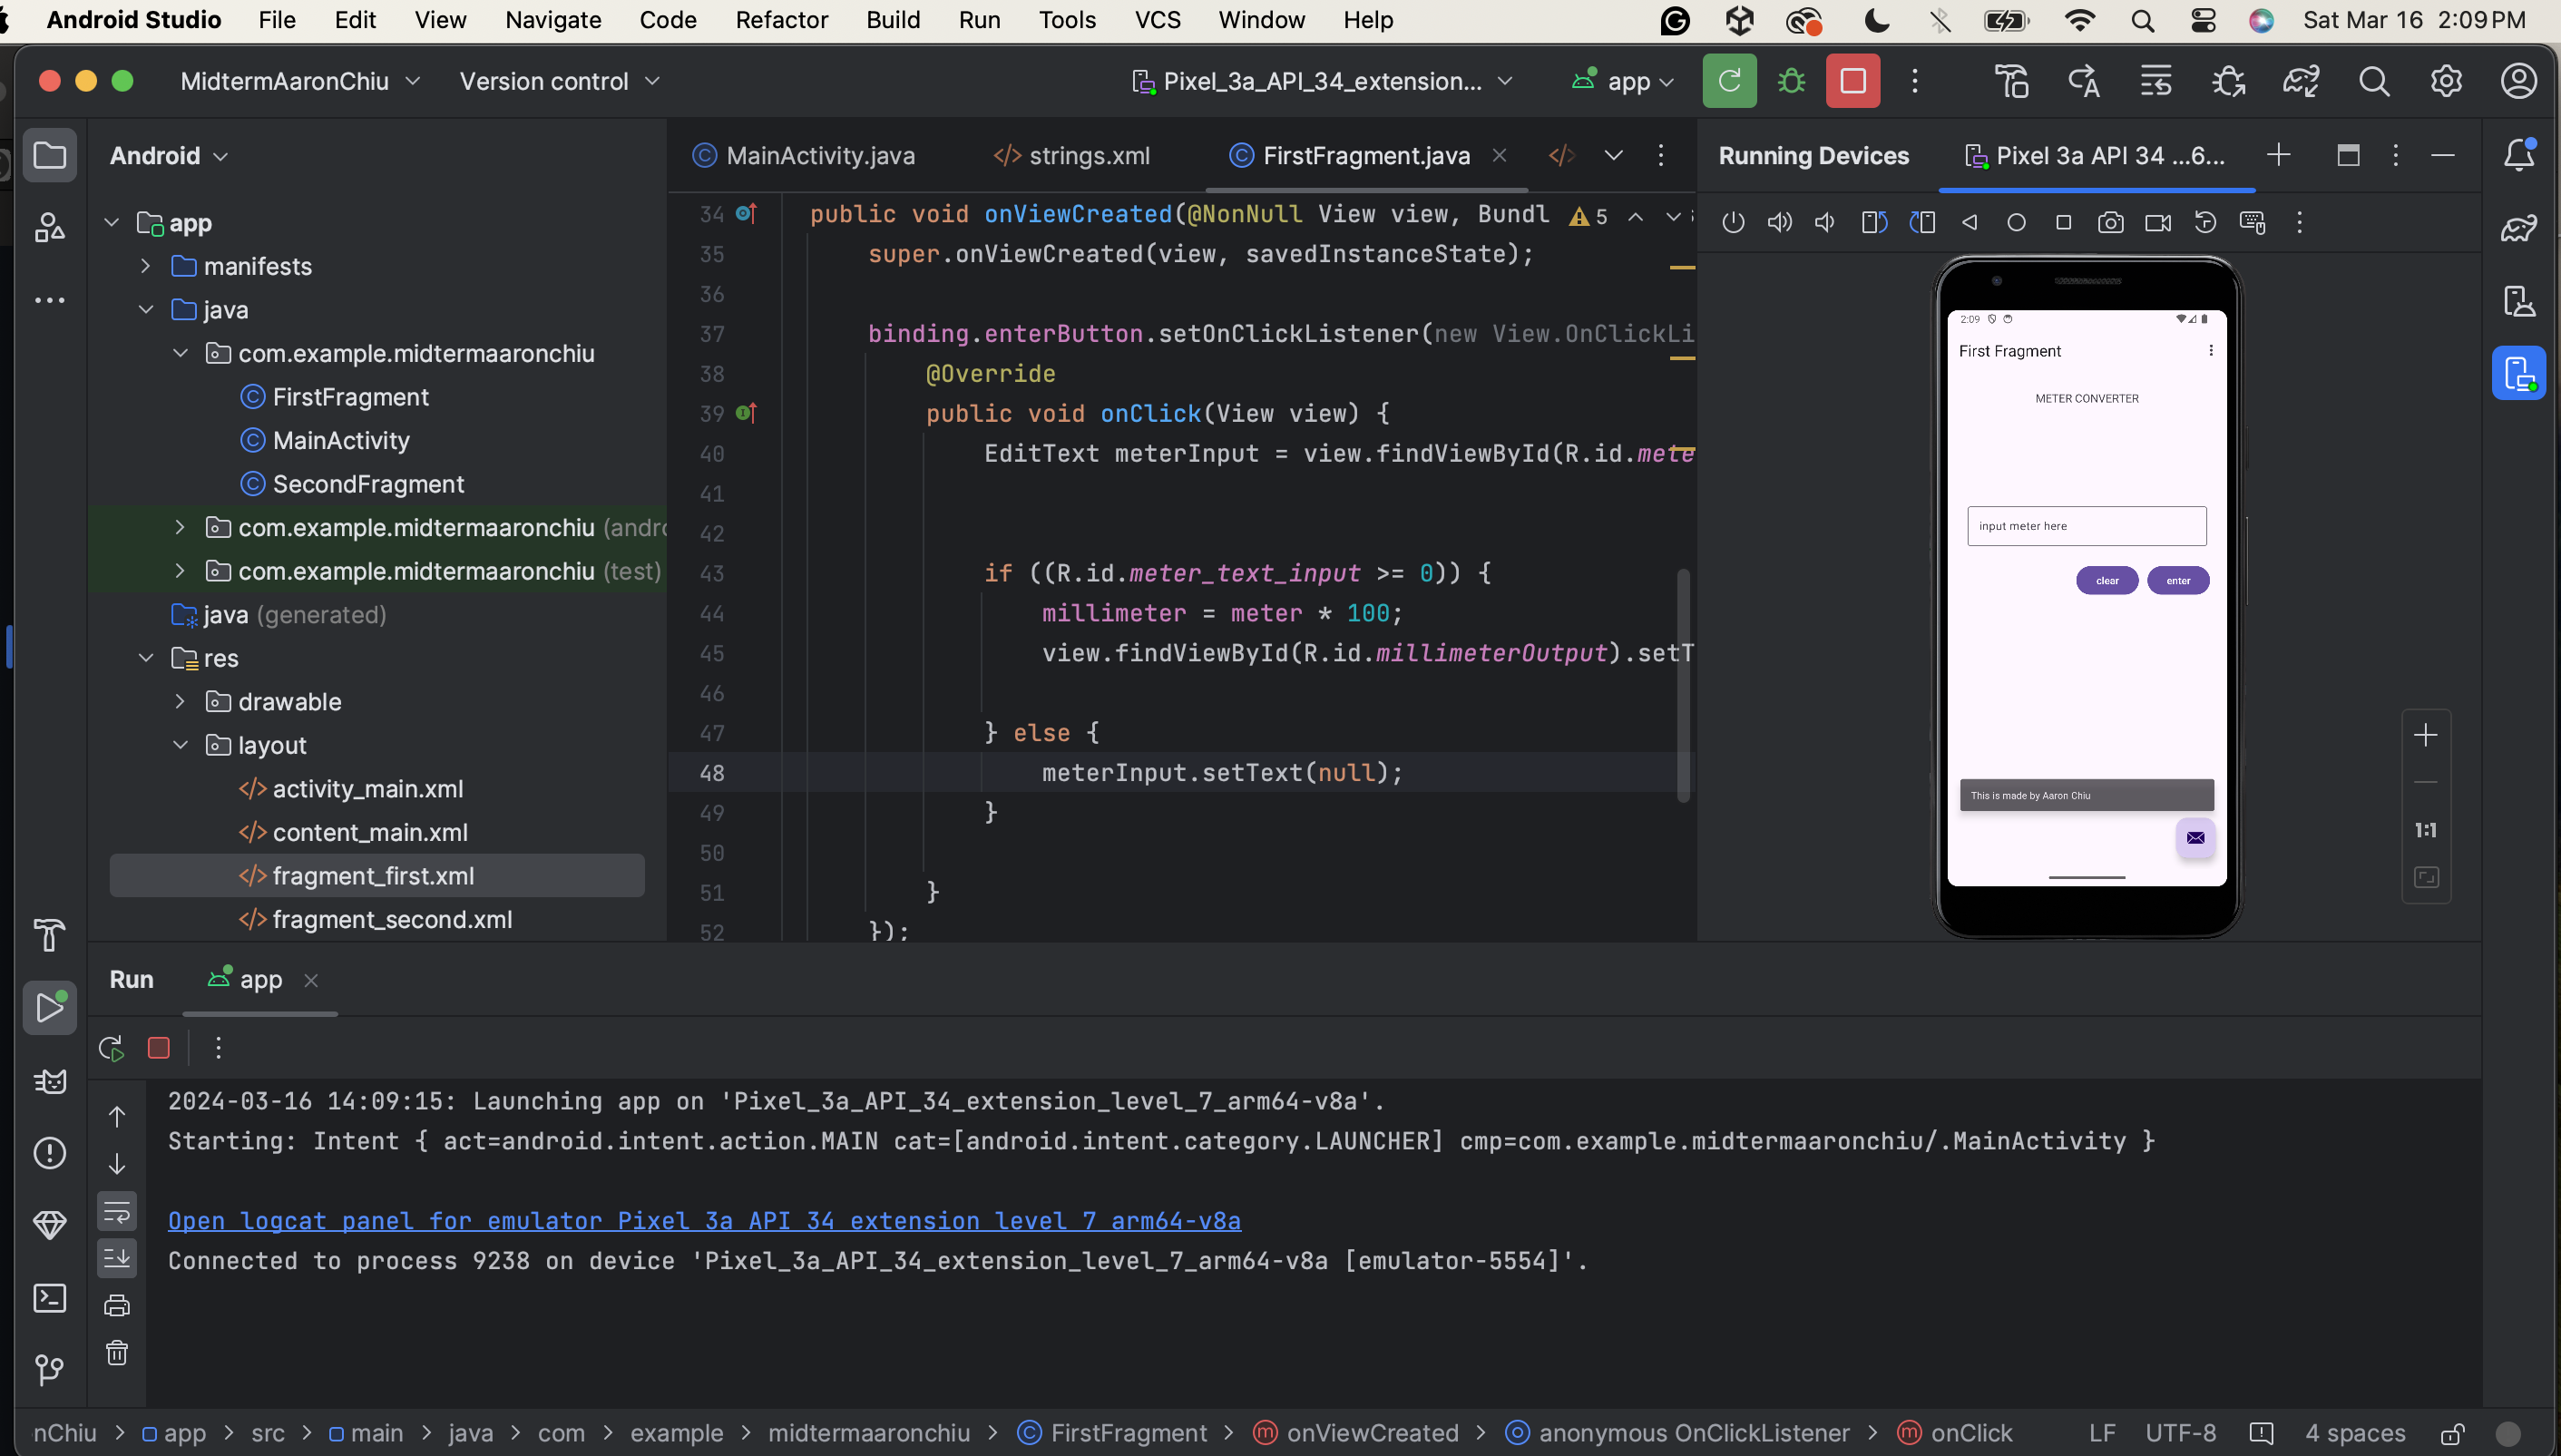 Android Studio File Edit View Navigate Code Refactor Build Run Tools VCS Window Help Sat Mar 16 2:09 PM
MidtermAaronChiu Version control Pixel_3a_API_34_extension... app
Android
app
manifests
java
com.example.midtermaaronchiu
FirstFragment
MainActivity
SecondFragment
com.example.midtermaaronchiu (andro
com.example.midtermaaronchiu (test)
java (generated)
res
drawable
layout
activity_main.xml
content_main.xml
fragment_first.xml
fragment_second.xml
MainActivity.java strings.xml FirstFragment.java
34 public void onViewCreated(@NonNull View view, Bundl 5
35 super.onViewCreated(view, savedInstanceState);
36
37 binding.enterButton.setOnClickListener(new View.OnClickLi
38 @Override
39 public void onClick(View view) {
40 EditText meterInput = view.findViewById(R.id.mete
41
42
43 if ((R.id.meter_text_input >= 0)) {
44 millimeter = meter * 100;
45 view.findViewById(R.id.millimeterOutput).setT
46
47 } else {
48 meterInput.setText(null);
49 }
50
51 }
52 });
Running Devices Pixel 3a API 34 ...6...
2:09
First Fragment
METER CONVERTER
input meter here
clear enter
This is made by Aaron Chiu
1:1
Run app
2024-03-16 14:09:15: Launching app on 'Pixel_3a_API_34_extension_level_7_arm64-v8a'.
Starting: Intent { act=android.intent.action.MAIN cat=[android.intent.category.LAUNCHER] cmp=com.example.midtermaaronchiu/.MainActivity }
Open logcat panel for emulator Pixel 3a API 34 extension level 7 arm64-v8a
Connected to process 9238 on device 'Pixel_3a_API_34_extension_level_7_arm64-v8a [emulator-5554]'.
nChiu > app > src > main > java > com > example > midtermaaronchiu > FirstFragment > onViewCreated > anonymous OnClickListener > onClick LF UTF-8 4 spaces